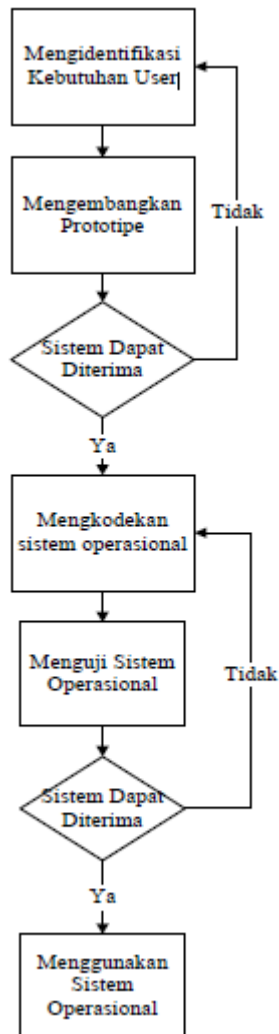 Mengidentifikasi
Kebutuhan User
Mengembangkan
Prototipe
Tidak
Sistem Dapat
Diterima
Ya
Mengkodekan
sistem operasional
Menguji Sistem
Operasional
Tidak
Sistem Dapat
Diterima
Ya
Menggunakan
Sistem
Operasional